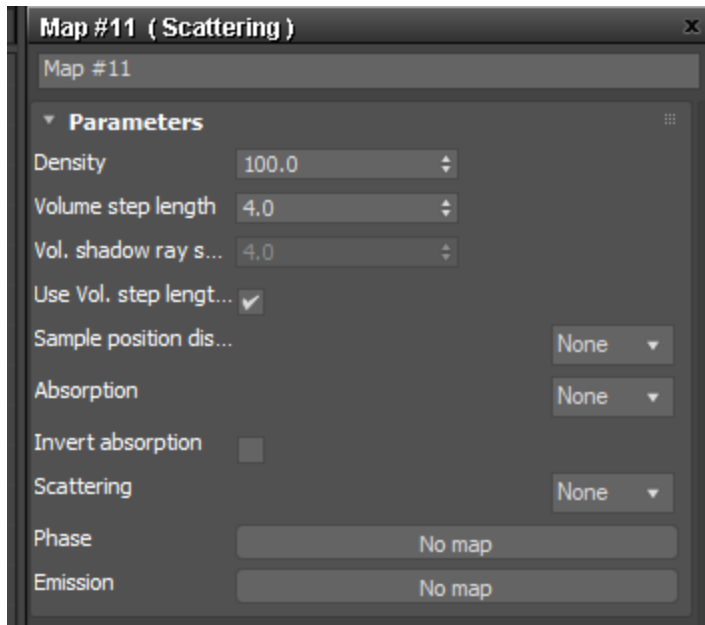 Map #11 ( Scattering )
Map #11
Parameters
Density 100.0
Volume step length 4.0
Vol. shadow ray s... 4.0
Use Vol. step lengt...
Sample position dis... None
Absorption None
Invert absorption
Scattering None
Phase No map
Emission No map